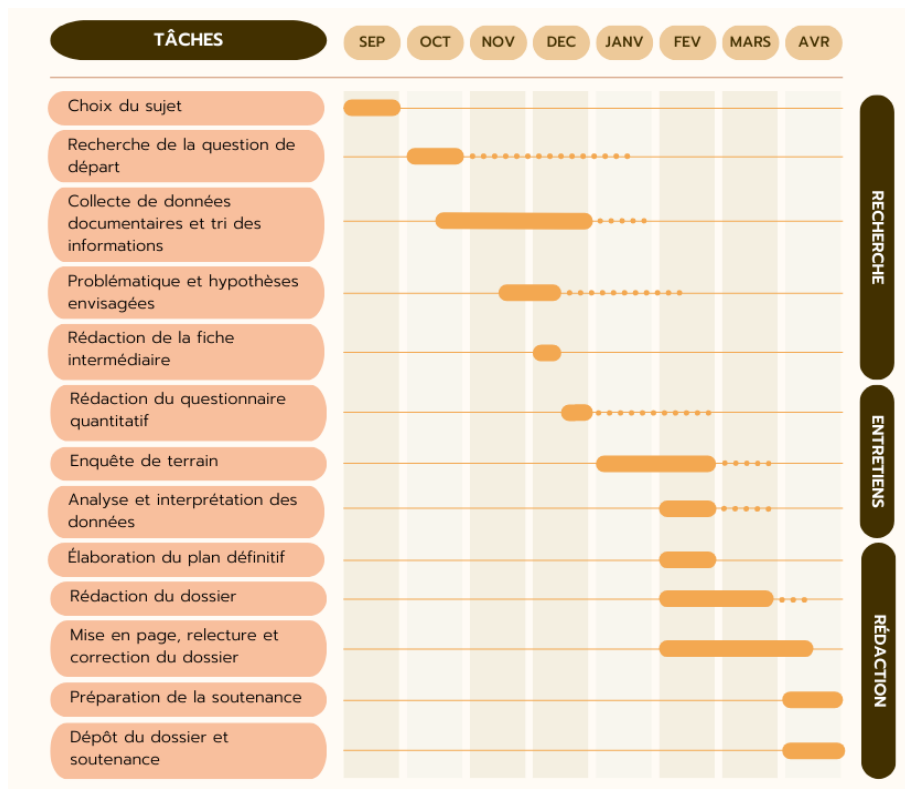 TÂCHES
SEP
OCT
NOV
DEC
JANV
FEV
MARS
AVR
Choix du sujet
Recherche de la question de
départ
Collecte de données
documentaires et tri des
informations
Problématique et hypothèses
envisagées
Rédaction de la fiche
intermédiaire
RECHERCHE
Rédaction du questionnaire
quantitatif
Enquête de terrain
Analyse et interprétation des
données
ENTRETIENS
Élaboration du plan définitif
Rédaction du dossier
Mise en page, relecture et
correction du dossier
Préparation de la soutenance
Dépôt du dossier et
soutenance
RÉDACTION